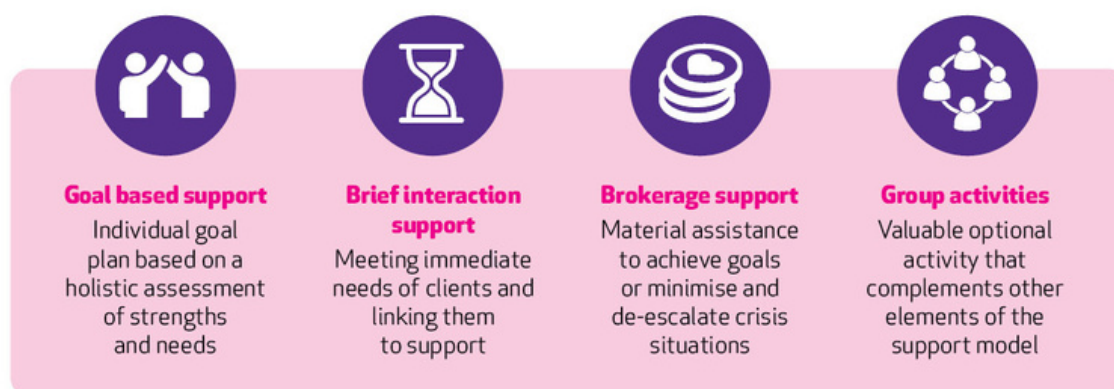 Goal based support
Individual goal
plan based on a
holistic assessment
of strengths
and needs
Brief interaction
support
Meeting immediate
needs of clients and
linking them
to support
Brokerage support
Material assistance
to achieve goals
or minimise and
de-escalate crisis
situations
Group activities
Valuable optional
activity that
complements other
elements of the
support model